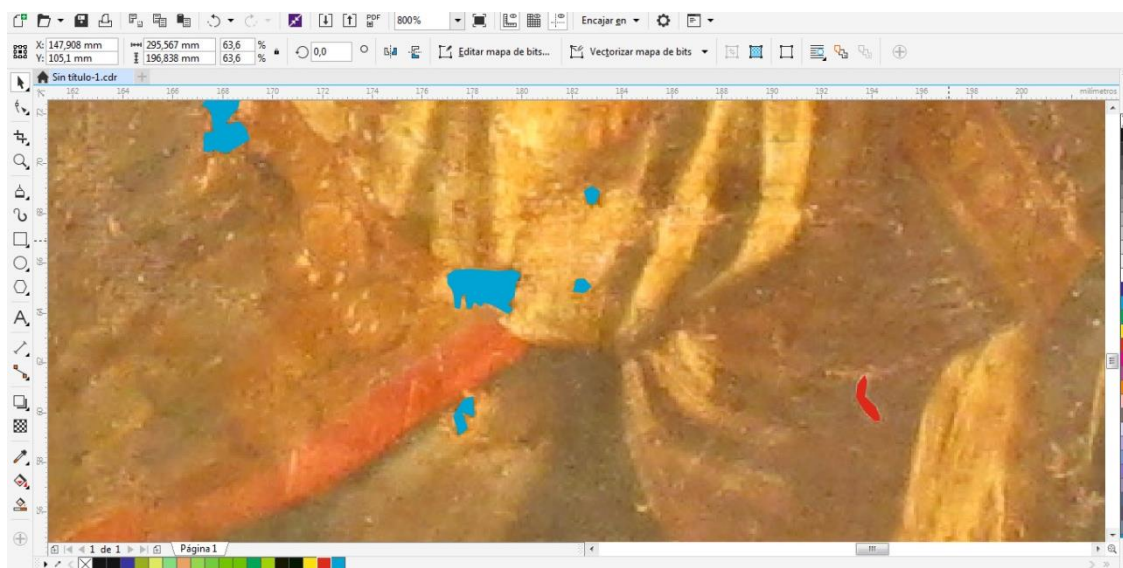 PDF 800% Encajar en
X: 147,908 mm 295,567 mm 63,6 % 0,0 Editar mapa de bits... Vectorizar mapa de bits
Y: 105,1 mm 196,838 mm 63,6 %
Sin título-1.cdr
162 164 166 168 170 172 174 176 178 180 182 184 186 188 190 192 194 196 198 200 milímetros
1 de 1 Página 1